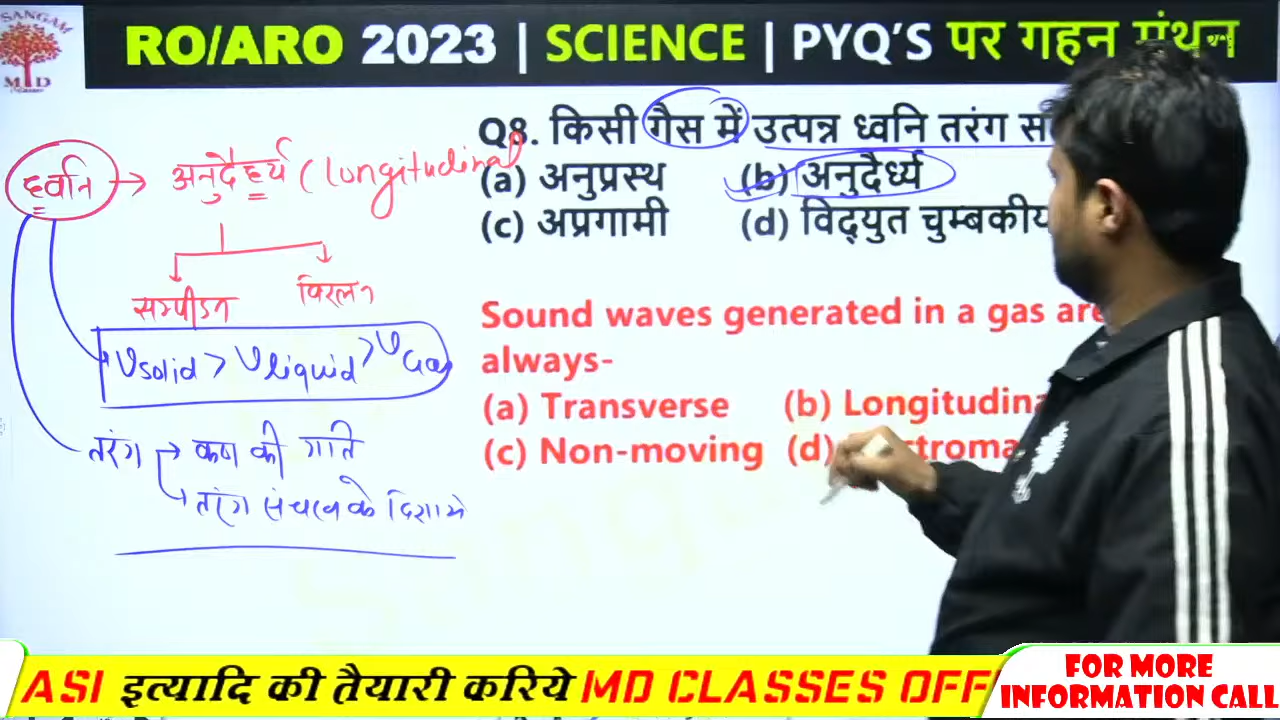 SANGAM
M D
RO/ARO 2023 | SCIENCE | PYQ'S पर गहन मंथन
Q8. किसी गैस में उत्पन्न ध्वनि तरंग
(a) अनुप्रस्थ (b) अनुदैर्ध्य
(c) अप्रगामी (d) विद्युत चुम्बकीय
Sound waves generated in a gas are
always-
(a) Transverse (b) Longitudina
(c) Non-moving (d)
ध्वनि → अनुदैर्ध्य (Longitudinal
सम्पीडन विरलन
Vsolid > Vliquid > VGas
तरंग → कण की गति
तरंग संचरण के दिशा में
ASI इत्यादि की तैयारी करिये MD CLASSES OFF
FOR MORE
INFORMATION CALL